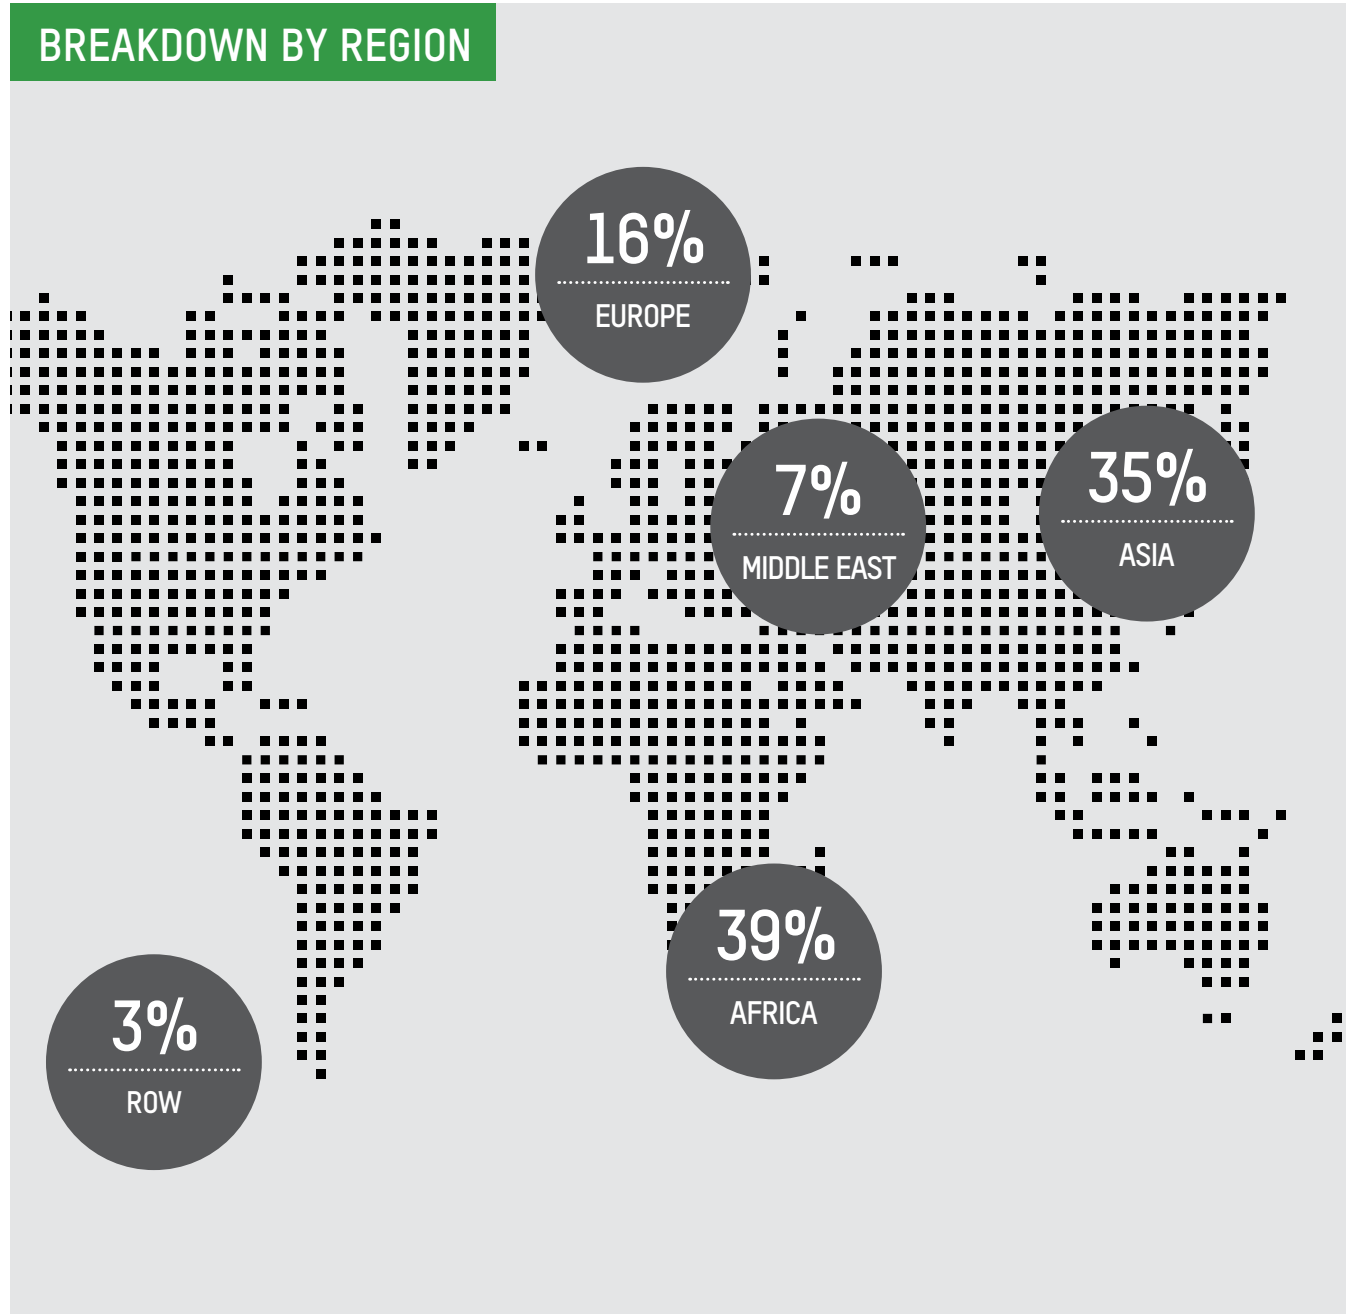 BREAKDOWN BY REGION
16%
EUROPE
7%
MIDDLE EAST
35%
ASIA
39%
AFRICA
3%
ROW